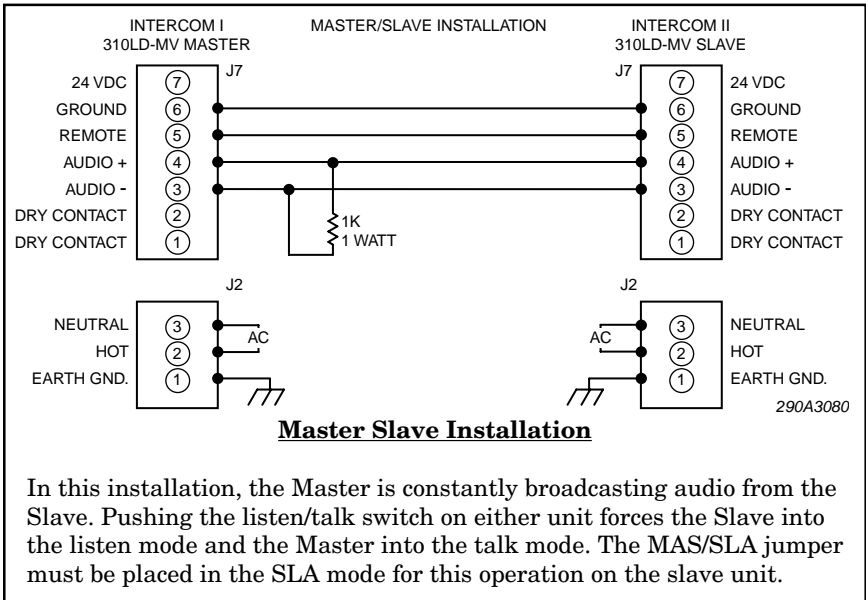 INTERCOM I MASTER/SLAVE INSTALLATION INTERCOM II
310LD-MV MASTER 310LD-MV SLAVE
J7 J7
24 VDC 7 7 24 VDC
GROUND 6 6 GROUND
REMOTE 5 5 REMOTE
AUDIO + 4 4 AUDIO +
AUDIO - 3 3 AUDIO -
DRY CONTACT 2 1K 2 DRY CONTACT
DRY CONTACT 1 1 WATT 1 DRY CONTACT
J2 J2
NEUTRAL 3 AC AC 3 NEUTRAL
HOT 2 2 HOT
EARTH GND. 1 1 EARTH GND.
290A3080
Master Slave Installation
In this installation, the Master is constantly broadcasting audio from the
Slave. Pushing the listen/talk switch on either unit forces the Slave into
the listen mode and the Master into the talk mode. The MAS/SLA jumper
must be placed in the SLA mode for this operation on the slave unit.